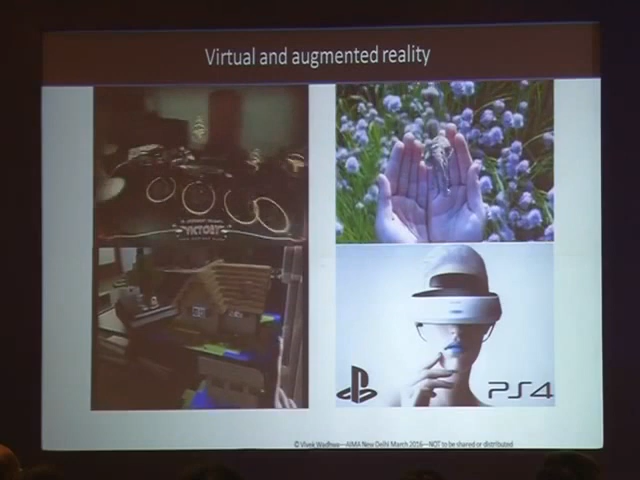 Virtual and augmented reality
VICTORY
PS4
© Vivek Wadhwa—AIMA New Delhi March 2016—NOT to be shared or distributed